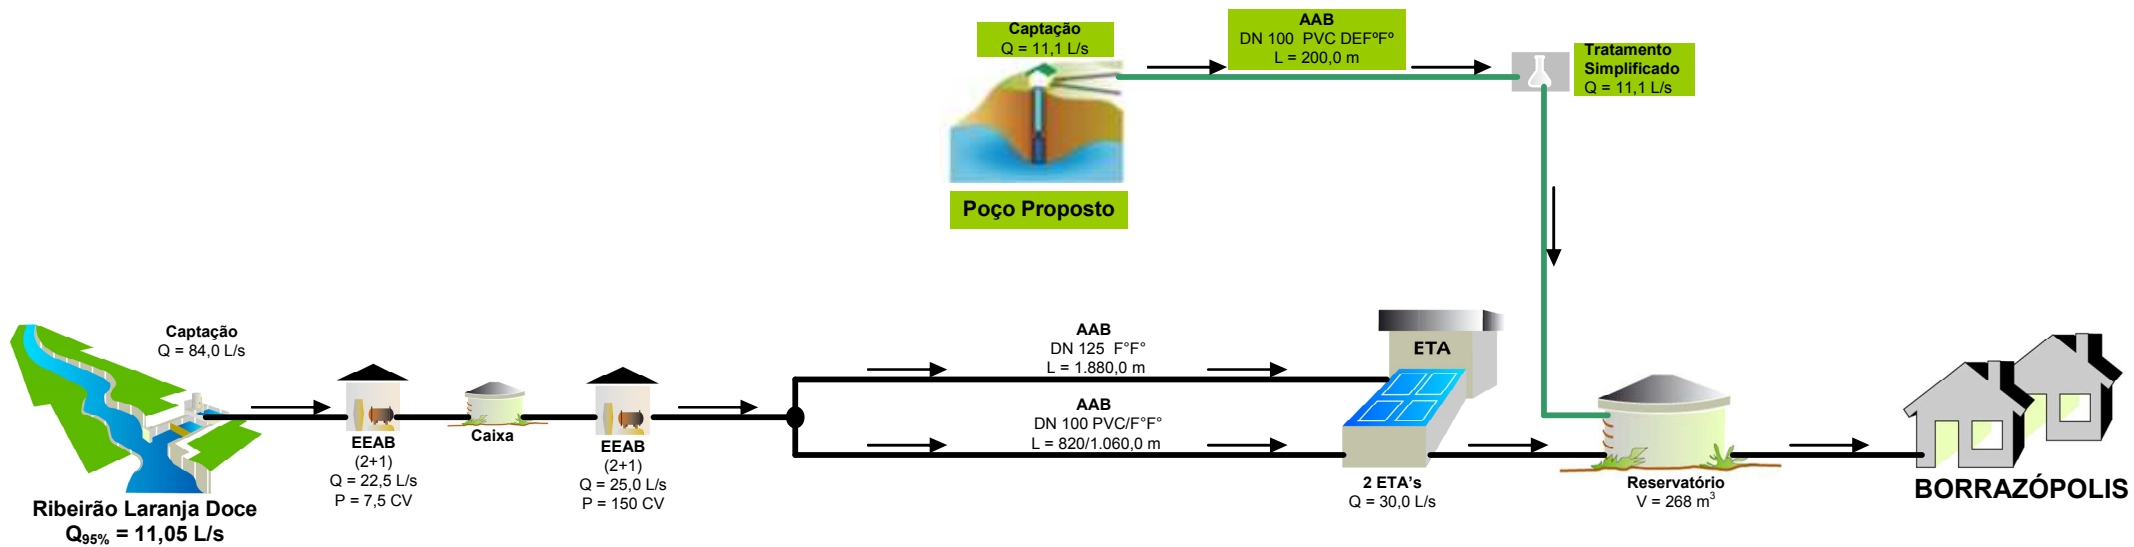 Captação
Q = 11,1 L/s
AAB
DN 100  PVC DEFºFº
L = 200,0 m
Tratamento
Simplificado
Q = 11,1 L/s
Poço Proposto
Captação
Q = 84,0 L/s
Ribeirão Laranja Doce
Q95% = 11,05 L/s
EEAB
(2+1)
Q = 22,5 L/s
P = 7,5 CV
Caixa
EEAB
(2+1)
Q = 25,0 L/s
P = 150 CV
AAB
DN 125  F°F°
L = 1.880,0 m
AAB
DN 100 PVC/F°F°
L = 820/1.060,0 m
ETA
2 ETA's
Q = 30,0 L/s
Reservatório
V = 268 m³
BORRAZÓPOLIS